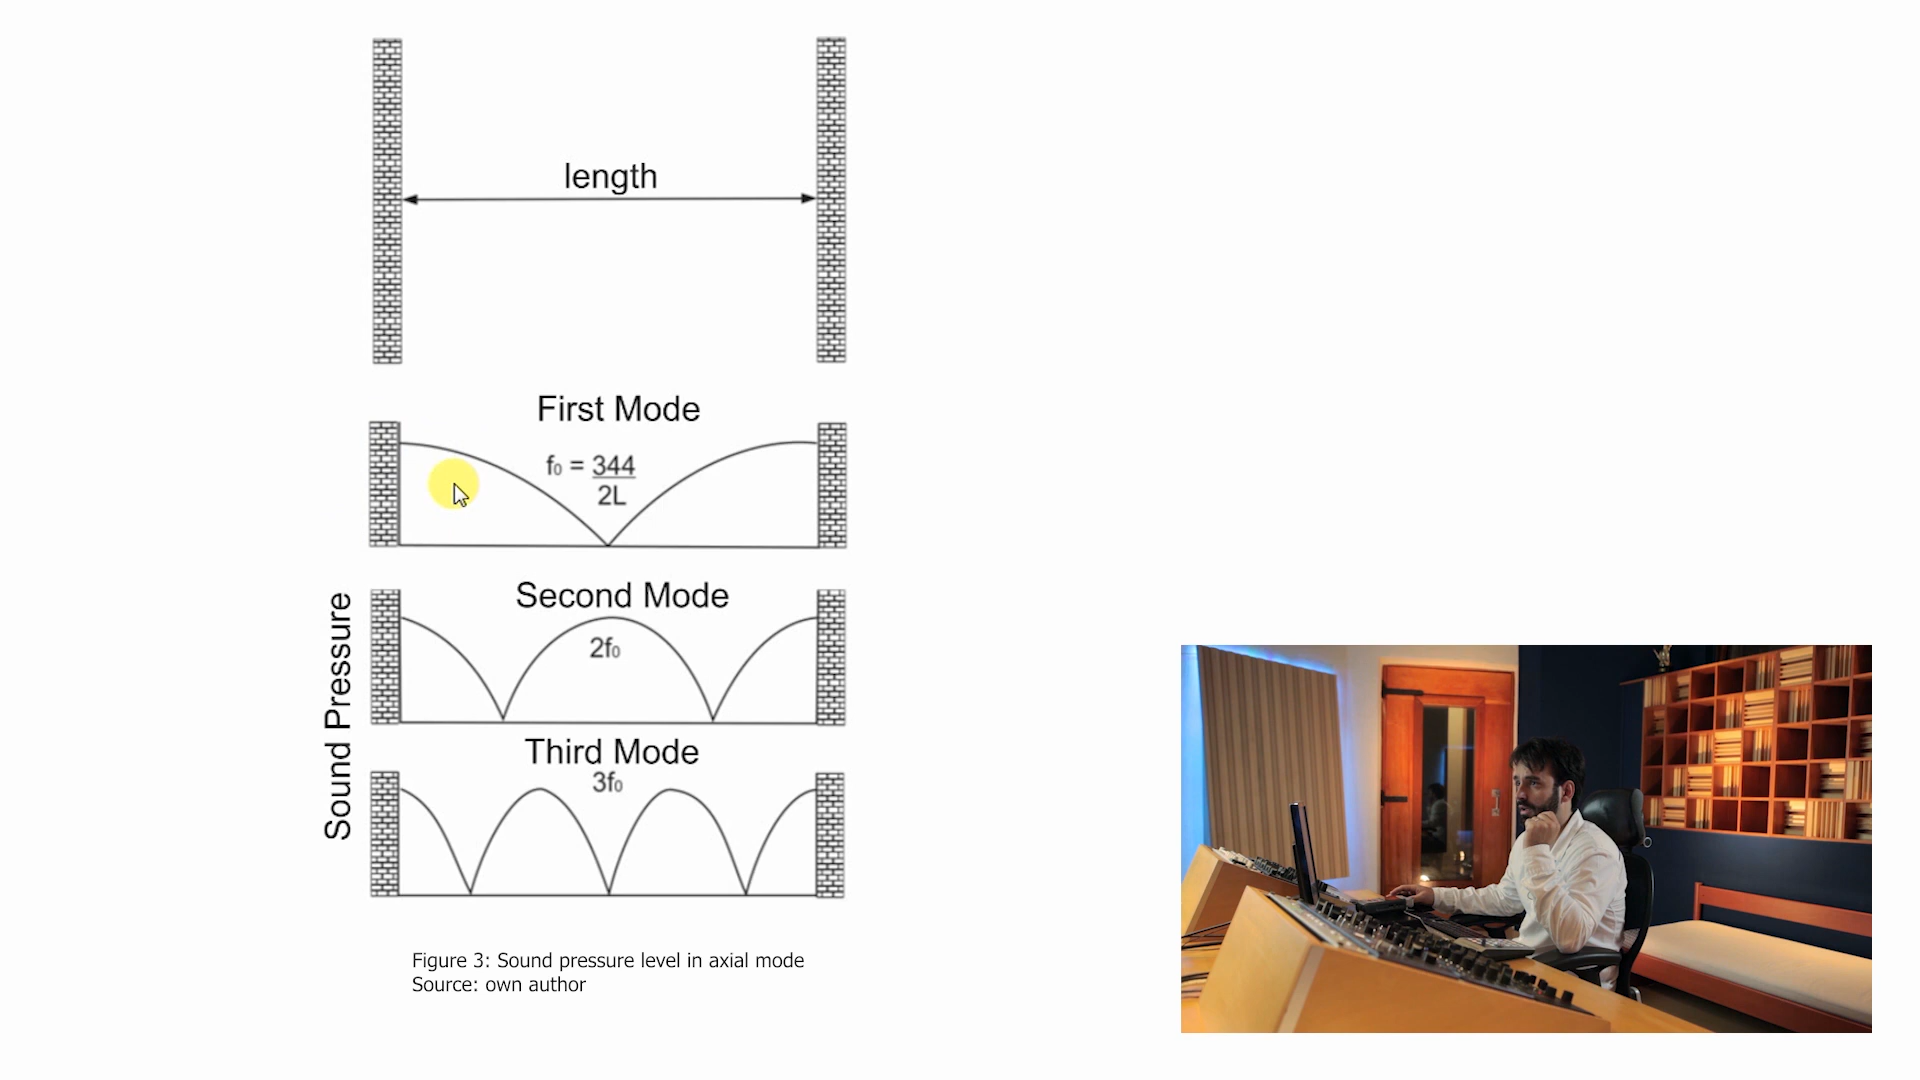 length
First Mode
f₀ = 344
2L
Second Mode
2f₀
Sound Pressure
Third Mode
3f₀
Figure 3: Sound pressure level in axial mode
Source: own author